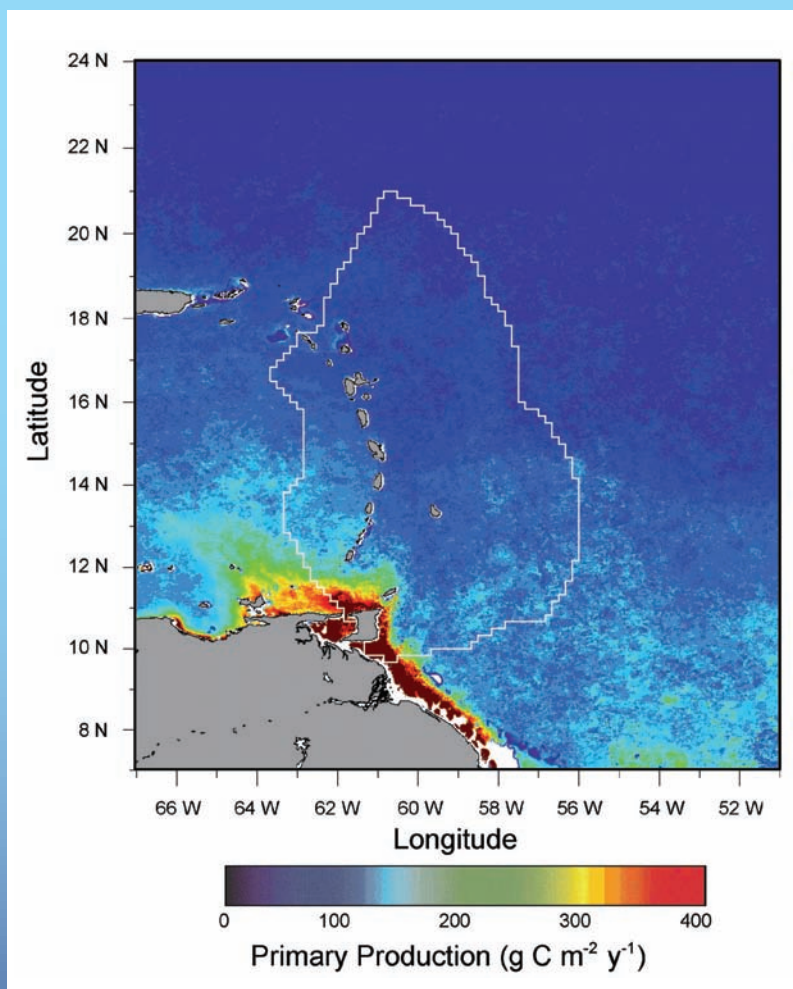 24 N
22 N
20 N
18 N
16 N
14 N
12 N
10 N
8 N
Latitude
66 W 64 W 62 W 60 W 58 W 56 W 54 W 52 W
Longitude
0 100 200 300 400
Primary Production (g C m⁻² y⁻¹)